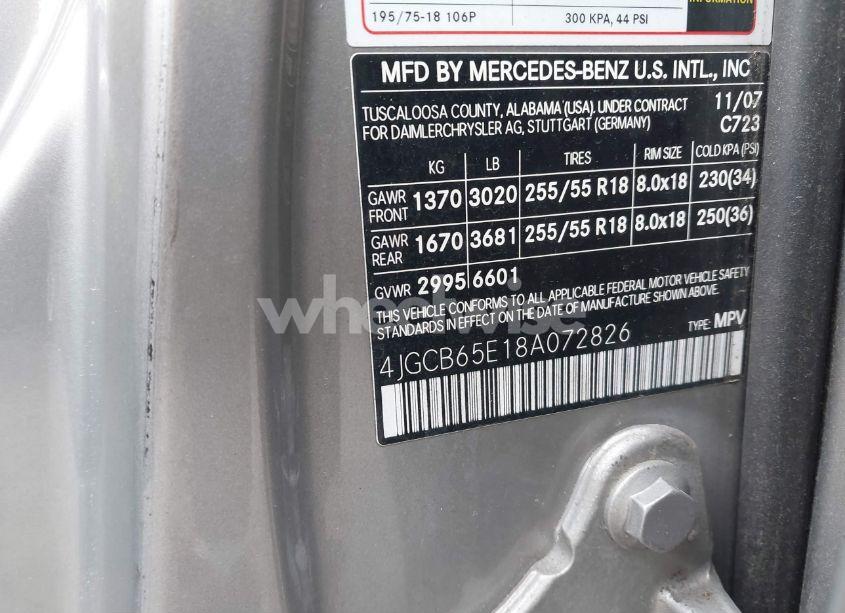 INFORMATION
195/75-18 106P 300 KPA, 44 PSI
MFD BY MERCEDES-BENZ U.S. INTL., INC
TUSCALOOSA COUNTY, ALABAMA (USA). UNDER CONTRACT 11/07
FOR DAIMLERCHRYSLER AG, STUTTGART (GERMANY) C723
KG LB TIRES RIM SIZE COLD KPA (PSI)
GAWR FRONT 1370 3020 255/55 R18 8.0x18 230(34)
GAWR REAR 1670 3681 255/55 R18 8.0x18 250(36)
GVWR 2995 6601
THIS VEHICLE CONFORMS TO ALL APPLICABLE FEDERAL MOTOR VEHICLE SAFETY
STANDARDS IN EFFECT ON THE DATE OF MANUFACTURE SHOWN ABOVE.
4JGCB65E18A072826 TYPE: MPV
wheelwise